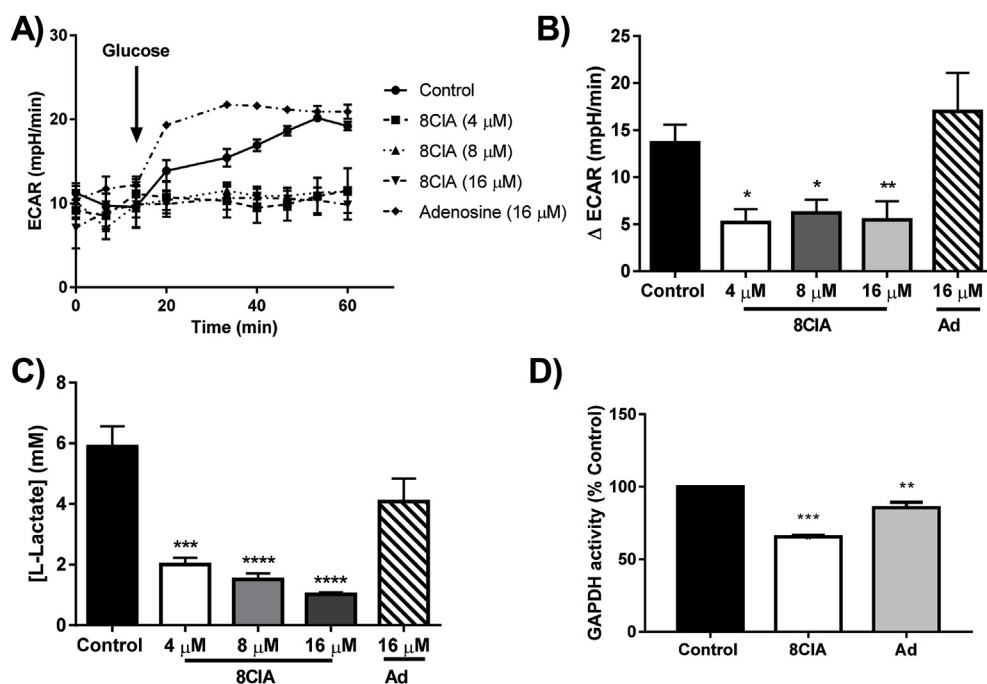 A)
ECAR (mpH/min)
30
20
10
0
Glucose
0
20
40
60
Time (min)
Control
8ClA (4 μM)
8ClA (8 μM)
8ClA (16 μM)
Adenosine (16 μM)
B)
Δ ECAR (mpH/min)
25
20
15
10
5
0
*
*
**
Control
4 μM
8 μM
16 μM
16 μM
8ClA
Ad
C)
[L-Lactate] (mM)
8
6
4
2
0
***
****
****
Control
4 μM
8 μM
16 μM
16 μM
8ClA
Ad
D)
GAPDH activity (% Control)
150
100
50
0
***
**
Control
8ClA
Ad